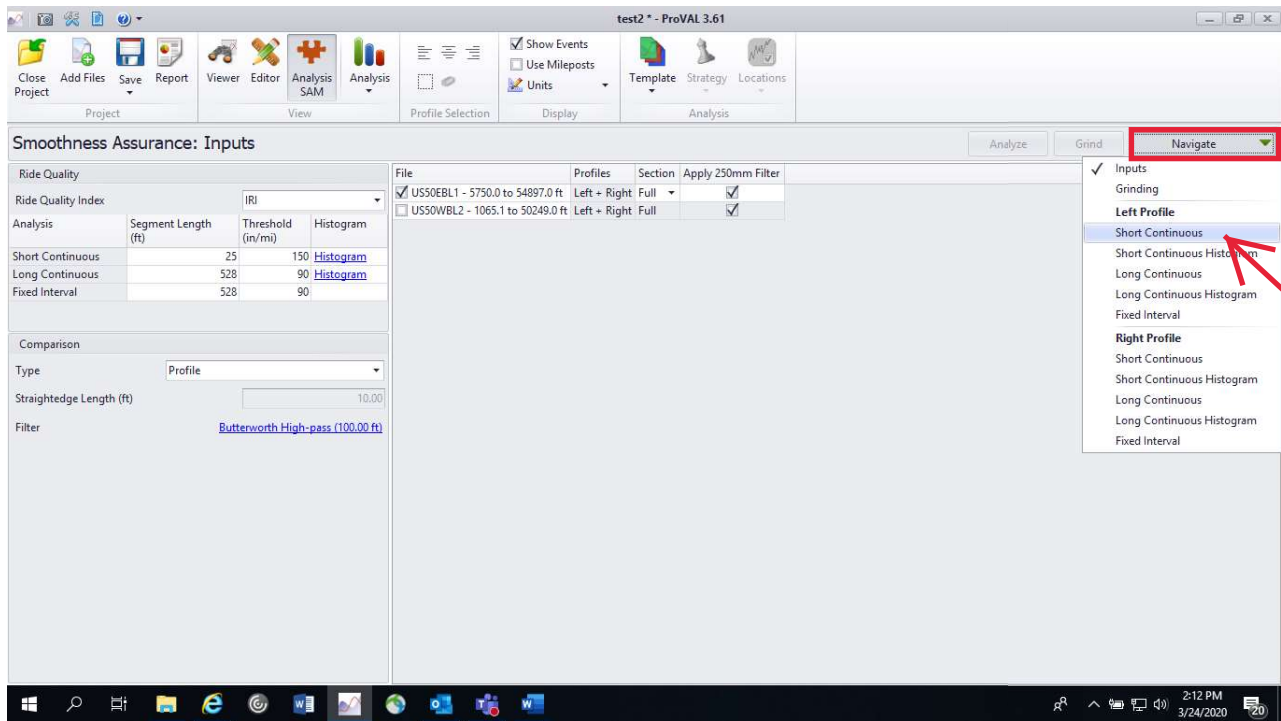 test2 * - ProVAL 3.61
Close Project
Add Files
Save
Report
Viewer
Editor
Analysis SAM
Analysis
Show Events
Use Mileposts
Units
Template
Strategy
Locations
Project
View
Profile Selection
Display
Analysis
Smoothness Assurance: Inputs
Analyze
Grind
Navigate
Ride Quality
Ride Quality Index IRI
Analysis Segment Length (ft) Threshold (in/mi) Histogram
Short Continuous 25 150 Histogram
Long Continuous 528 90 Histogram
Fixed Interval 528 90
Comparison
Type Profile
Straightedge Length (ft) 10.00
Filter Butterworth High-pass (100.00 ft)
File Profiles Section Apply 250mm Filter
US50EBL1 - 5750.0 to 54897.0 ft Left + Right Full
US50WBL2 - 1065.1 to 50249.0 ft Left + Right Full
Inputs
Grinding
Left Profile
Short Continuous
Short Continuous Histogram
Long Continuous
Long Continuous Histogram
Fixed Interval
Right Profile
Short Continuous
Short Continuous Histogram
Long Continuous
Long Continuous Histogram
Fixed Interval
2:12 PM
3/24/2020
20